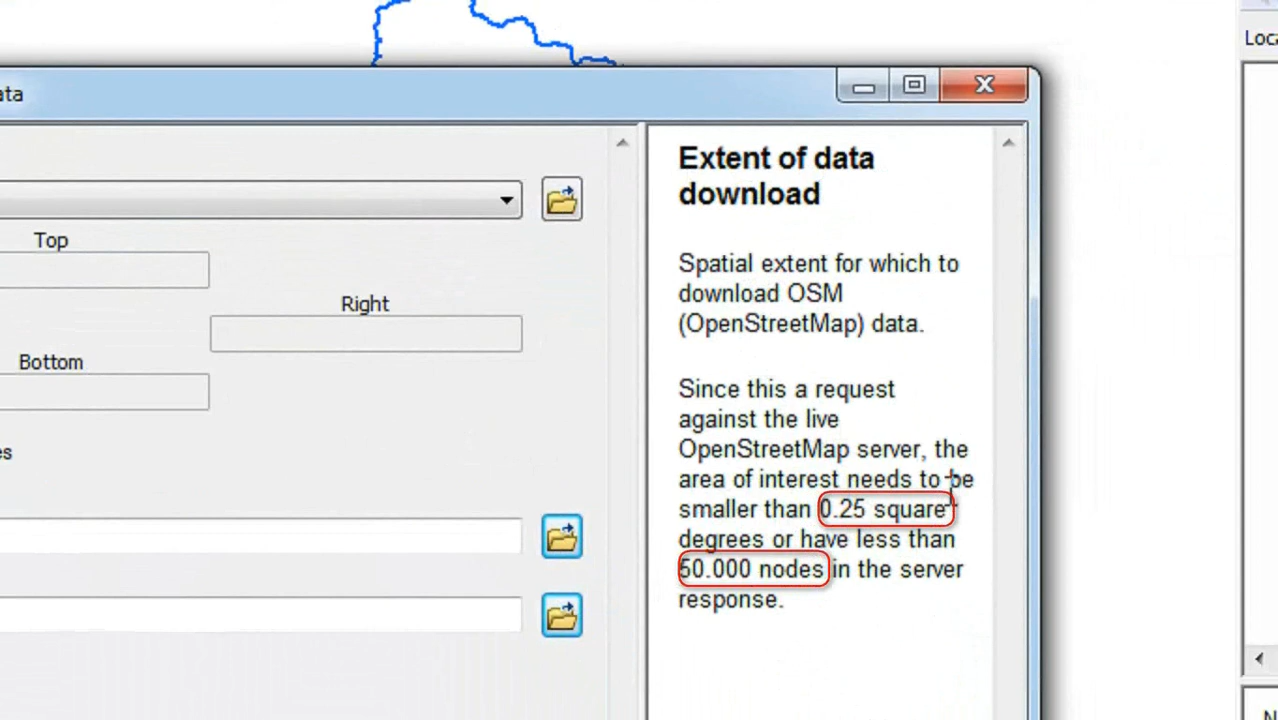 Loca
ata
Extent of data
download
Top
Spatial extent for which to
download OSM
(OpenStreetMap) data.
Right
Bottom
Since this a request
against the live
OpenStreetMap server, the
area of interest needs to be
smaller than 0.25 square
degrees or have less than
50.000 nodes in the server
response.
es
N